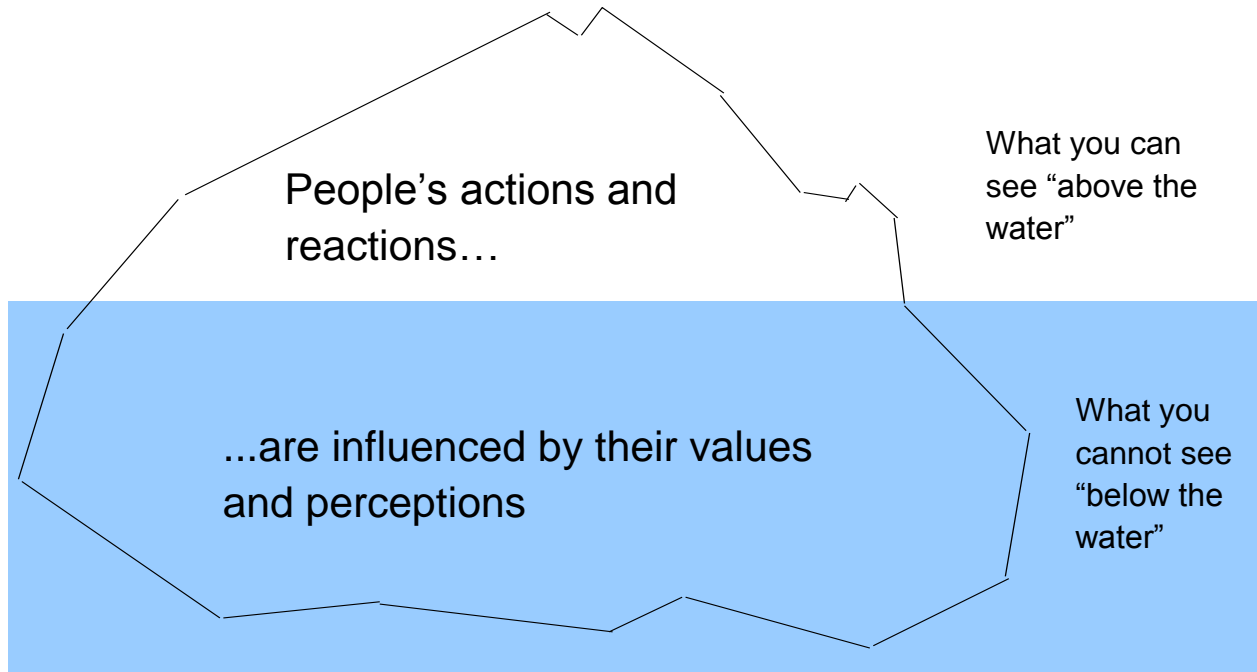 People’s actions and
reactions…
What you can
see “above the
water”
...are influenced by their values
and perceptions
What you
cannot see
“below the
water”